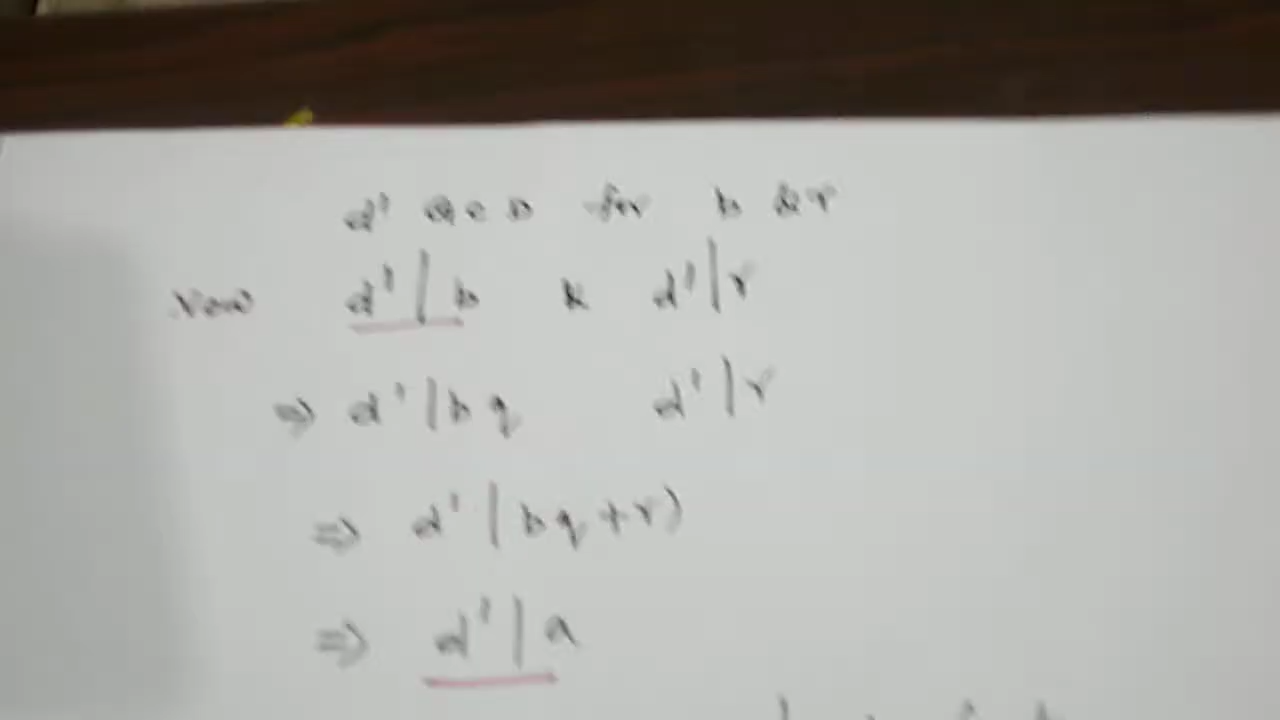 d' GCD for b & r
Now d' | b & d' | r
⇒ d' | bq d' | r
⇒ d' | bq + r)
⇒ d' | a